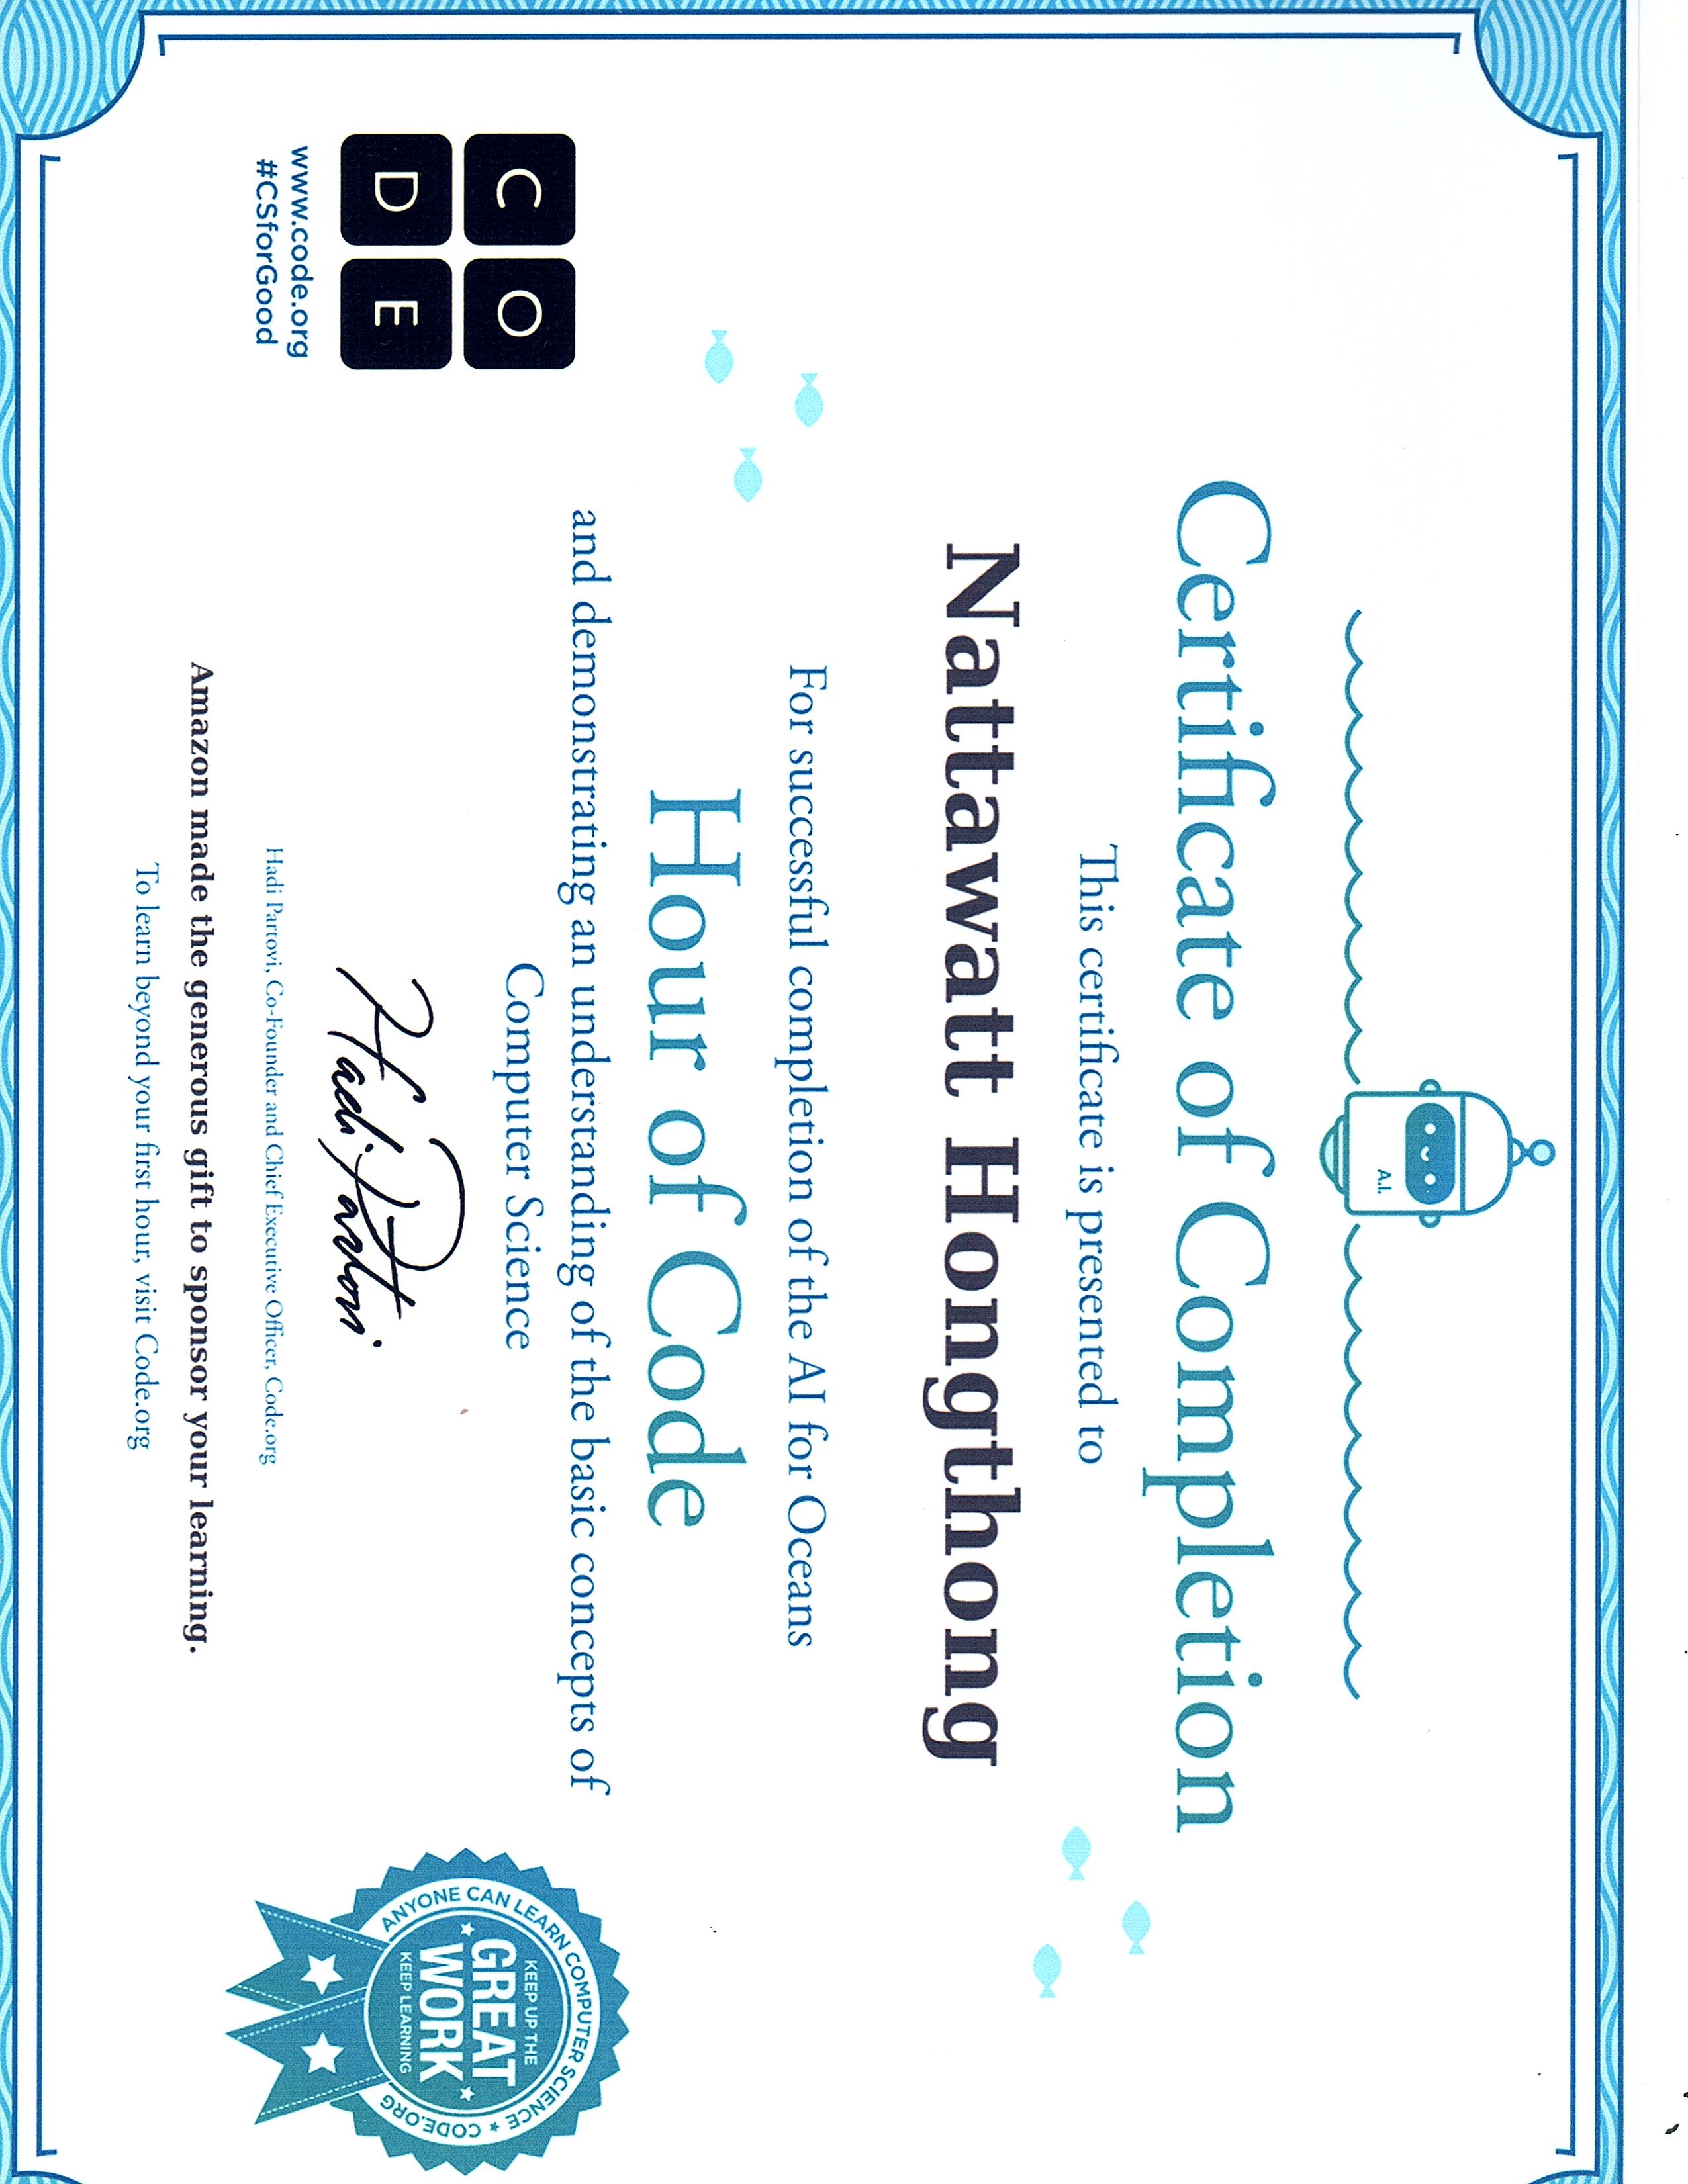 A.I.
Certificate of Completion
This certificate is presented to
Nattawatt Hongthong
For successful completion of the AI for Oceans
Hour of Code
and demonstrating an understanding of the basic concepts of
Computer Science
C O
D E
www.code.org
#CSforGood
ANYONE CAN LEARN COMPUTER SCIENCE ★ CODE.ORG
KEEP UP THE
GREAT
WORK
KEEP LEARNING
Hadi Partovi
Hadi Partovi, Co-Founder and Chief Executive Officer, Code.org
Amazon made the generous gift to sponsor your learning.
To learn beyond your first hour, visit Code.org